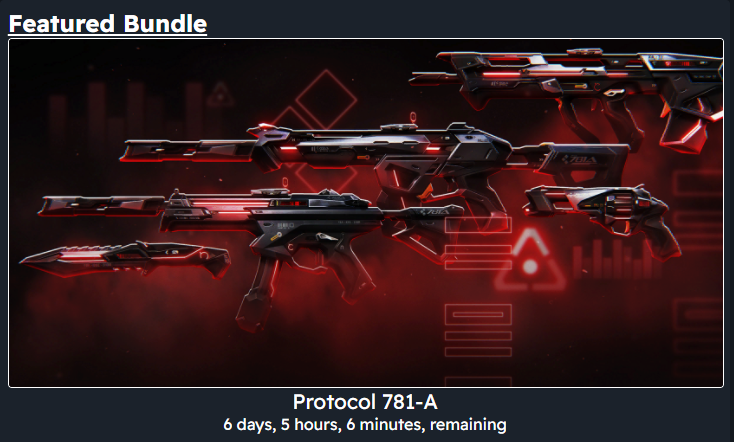 Featured Bundle
Protocol 781-A
6 days, 5 hours, 6 minutes, remaining